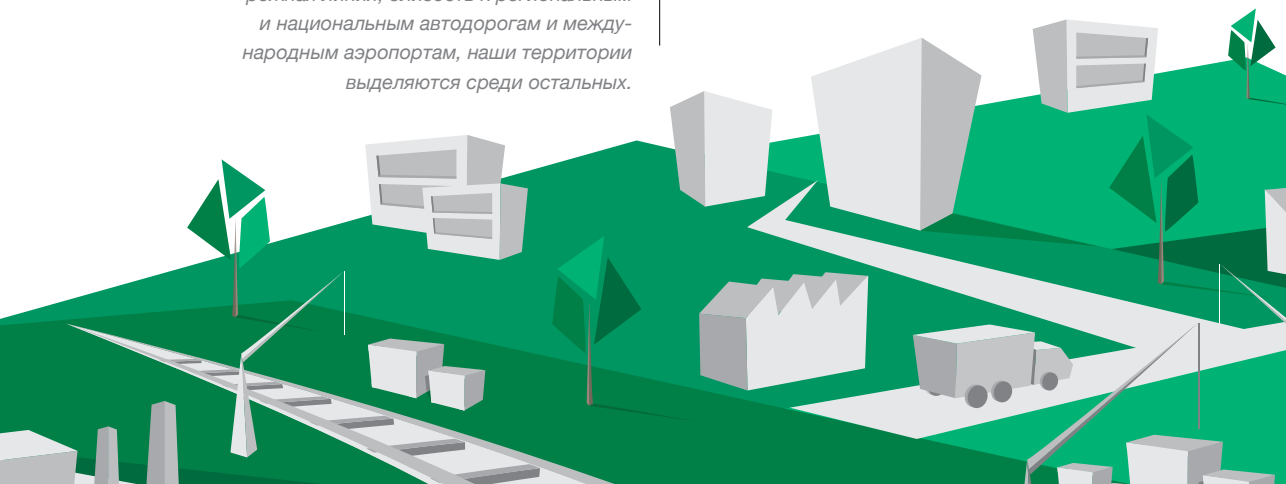 и национальным автодорогам и между-
народным аэропортам, наши территории
выделяются среди остальных.